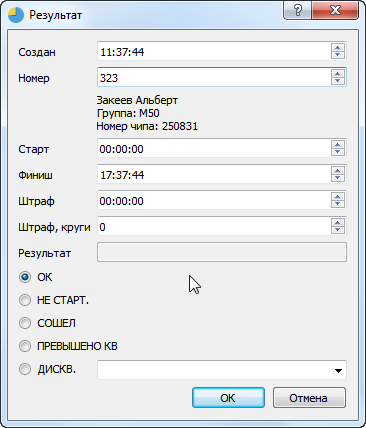 Результат
?
Создан 11:37:44
Номер 323
Закеев Альберт
Группа: М50
Номер чипа: 250831
Старт 00:00:00
Финиш 17:37:44
Штраф 00:00:00
Штраф, круги 0
Результат
ОК
НЕ СТАРТ.
СОШЕЛ
ПРЕВЫШЕНО КВ
ДИСКВ.
ОК Отмена